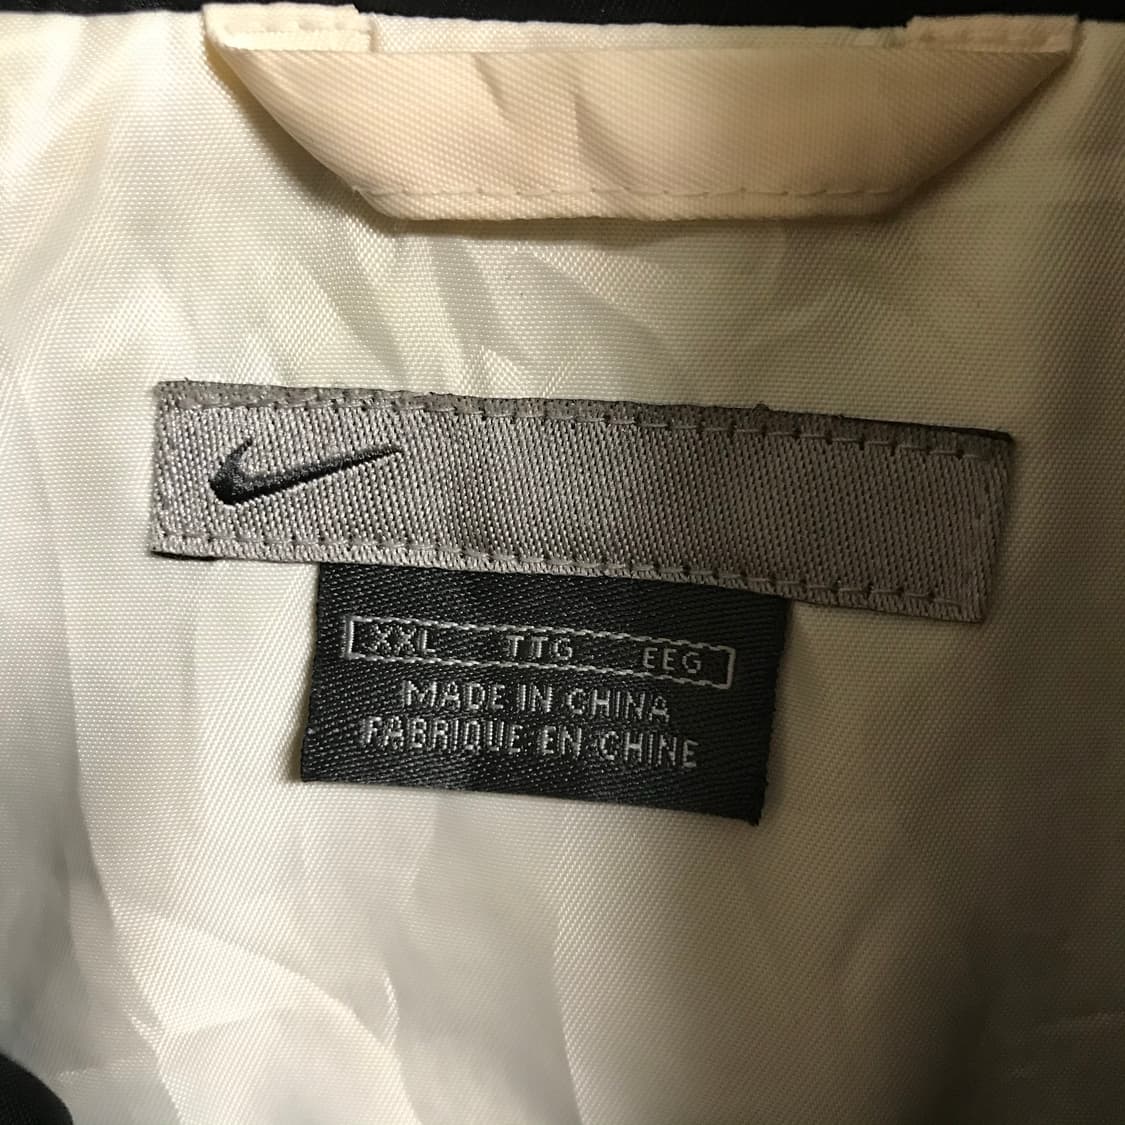 XXL TTG EEG
MADE IN CHINA
FABRIQUE EN CHINE